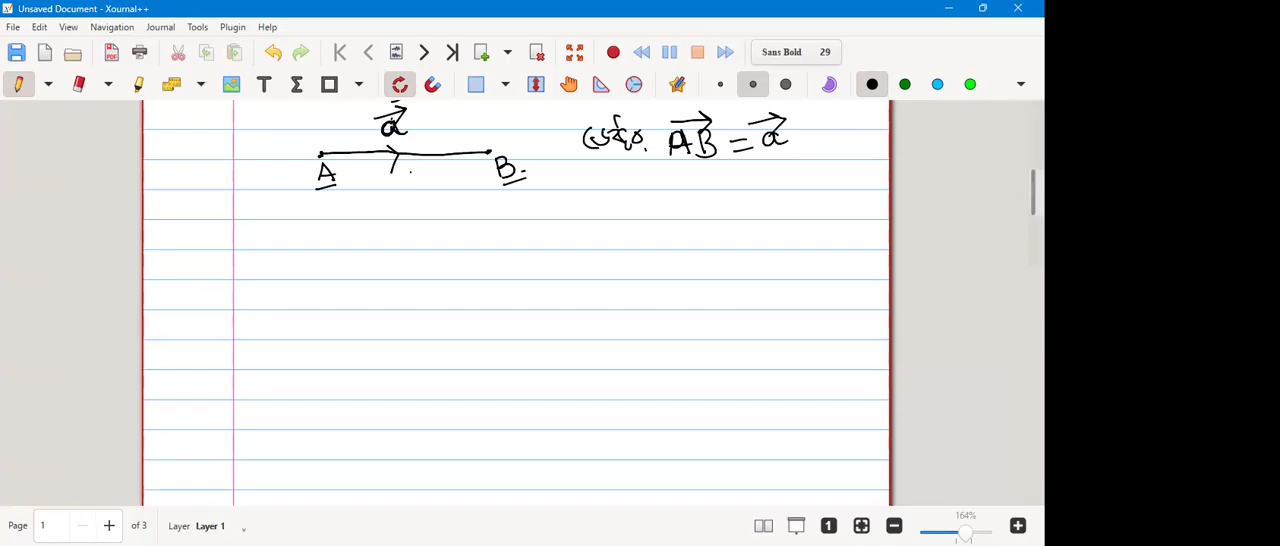 Unsaved Document - Xournal++
File Edit View Navigation Journal Tools Plugin Help
Sans Bold 29
a⃗
A B.
AB⃗ = a⃗
Page 1 of 3 Layer Layer 1
164%